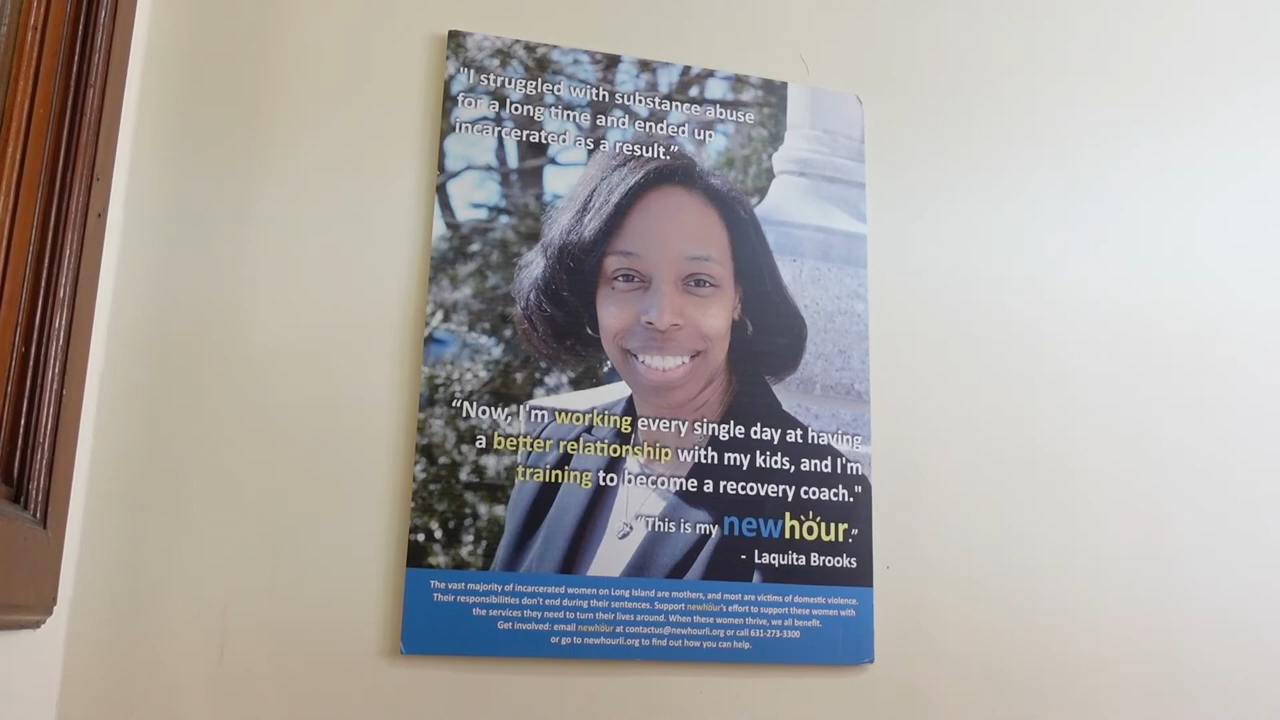 "I struggled with substance abuse
for a long time and ended up
incarcerated as a result."
"Now, I'm working every single day at having
a better relationship with my kids, and I'm
training to become a recovery coach."
"This is my newhour."
- Laquita Brooks
The vast majority of incarcerated women on Long Island are mothers, and most are victims of domestic violence.
Their responsibilities don't end during their sentences. Support newhour's effort to support these women with
the services they need to turn their lives around. When these women thrive, we all benefit.
Get involved: email newhour at contactus@newhourli.org or call 631-273-3300
or go to newhourli.org to find out how you can help.